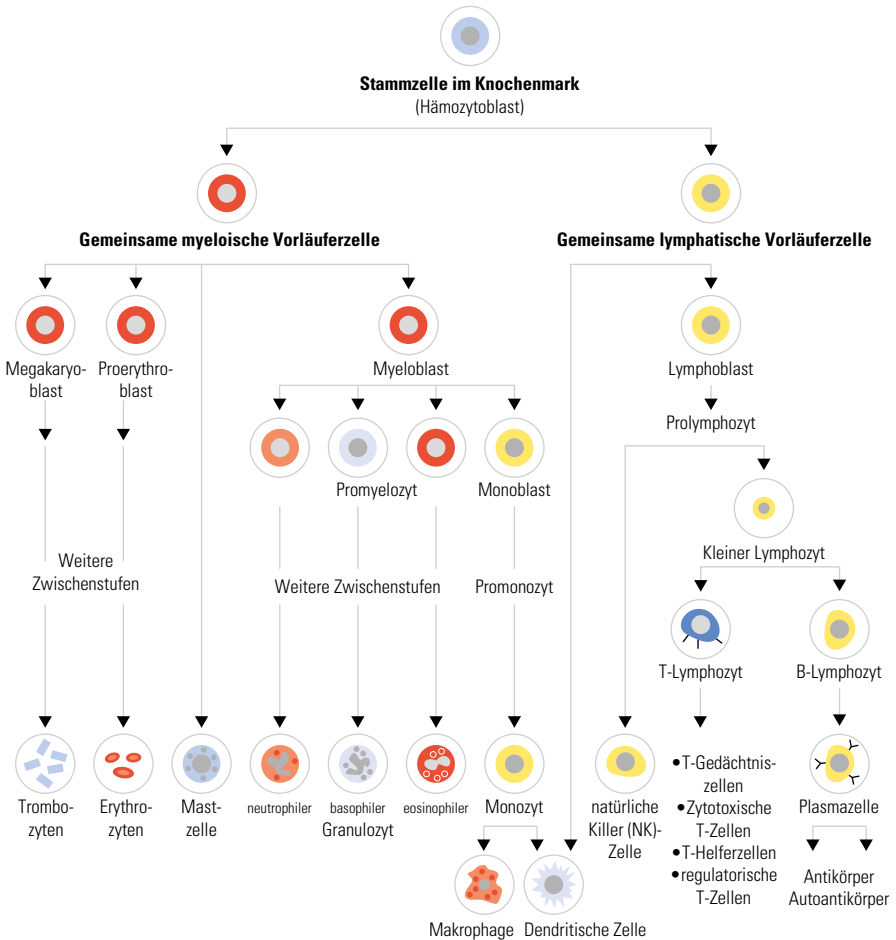 Stammzelle im Knochenmark
(Hämozytoblast)
Gemeinsame myeloische Vorläuferzelle
Gemeinsame lymphatische Vorläuferzelle
Megakaryo-
blast
Proerythro-
blast
Myeloblast
Lymphoblast
Prolymphozyt
Promyelozyt
Monoblast
Kleiner Lymphozyt
Weitere
Zwischenstufen
Weitere Zwischenstufen
Promonozyt
T-Lymphozyt
B-Lymphozyt
Trombo-
zyten
Erythro-
zyten
Mast-
zelle
neutrophiler
basophiler
eosinophiler
Granulozyt
Monozyt
natürliche
Killer (NK)-
Zelle
•T-Gedächtnis-
zellen
•Zytotoxische
T-Zellen
•T-Helferzellen
•regulatorische
T-Zellen
Plasmazelle
Antikörper
Autoantikörper
Makrophage
Dendritische Zelle